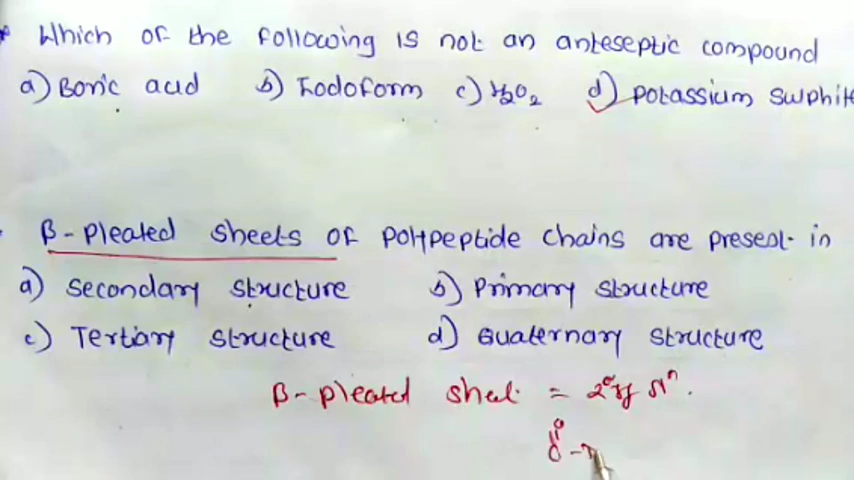 Which of the following is not an anteseptic compound
a) Boric acid b) Iodoform c) H2O2 d) Potassium Sulphit
β-pleated sheets of polypeptide chains are present in
a) Secondary structure b) Primary structure
c) Tertiary structure d) Quaternary structure
β-pleated sheet = 2°ry